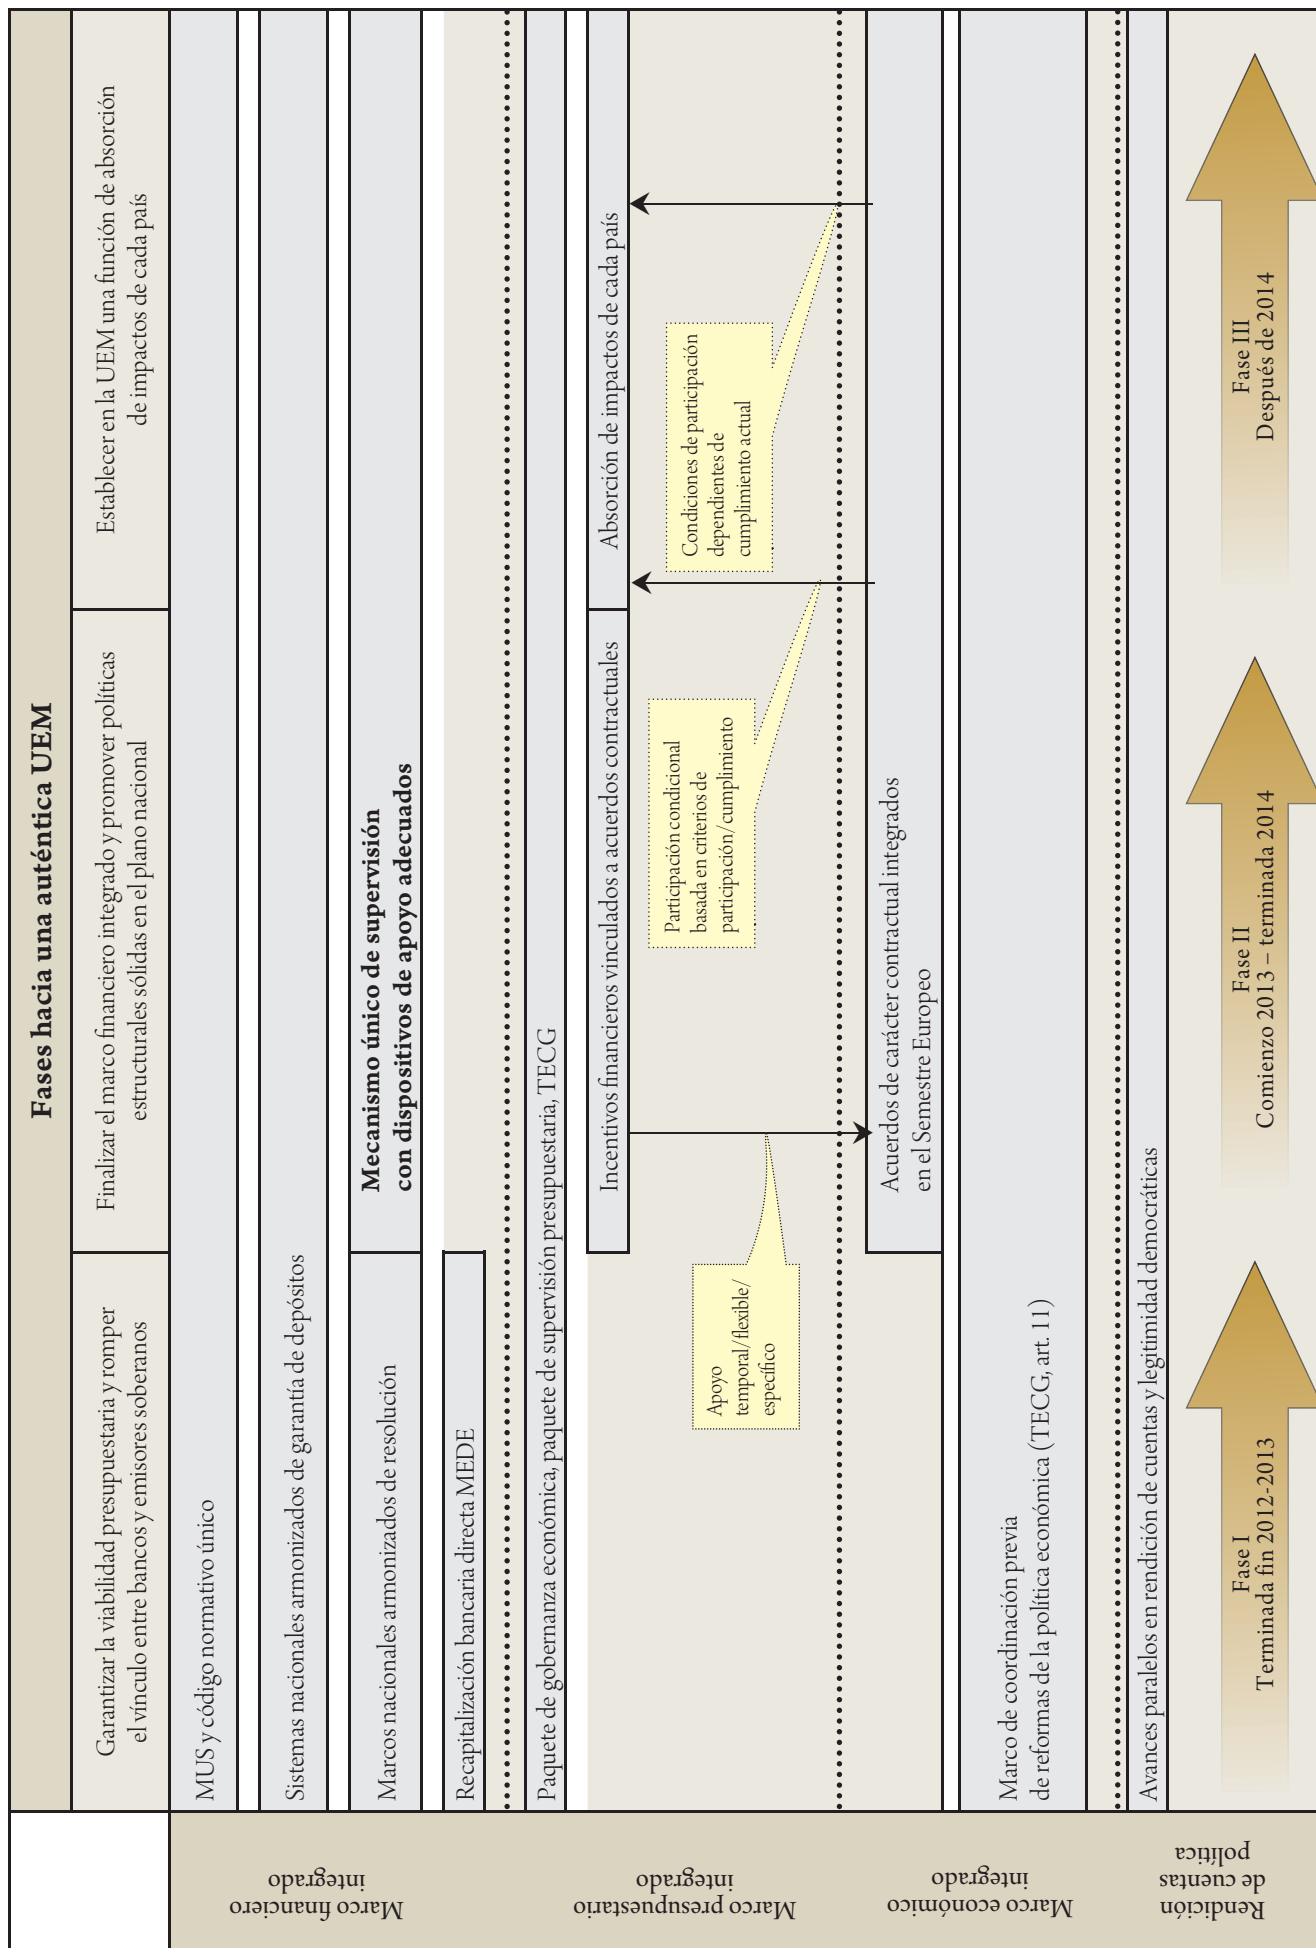 Fases hacia una auténtica UEM
Garantizar la viabilidad presupuestaria y romper
el vínculo entre bancos y emisores soberanos
Finalizar el marco financiero integrado y promover políticas
estructurales sólidas en el plano nacional
Establecer en la UEM una función de absorción
de impactos de cada país
Marco financiero
integrado
MUS y código normativo único
Sistemas nacionales armonizados de garantía de depósitos
Marcos nacionales armonizados de resolución
Mecanismo único de supervisión
con dispositivos de apoyo adecuados
Recapitalización bancaria directa MEDE
Marco presupuestario
integrado
Paquete de gobernanza económica, paquete de supervisión presupuestaria, TECG
Incentivos financieros vinculados a acuerdos contractuales
Absorción de impactos de cada país
Apoyo
temporal/flexible/
específico
Participación condicional
basada en criterios de
participación/cumplimiento
Condiciones de participación
dependientes de
cumplimiento actual
Marco económico
integrado
Acuerdos de carácter contractual integrados
en el Semestre Europeo
Marco de coordinación previa
de reformas de la política económica (TECG, art. 11)
Rendición
de cuentas
política
Avances paralelos en rendición de cuentas y legitimidad democráticas
Fase I
Terminada fin 2012-2013
Fase II
Comienzo 2013 – terminada 2014
Fase III
Después de 2014